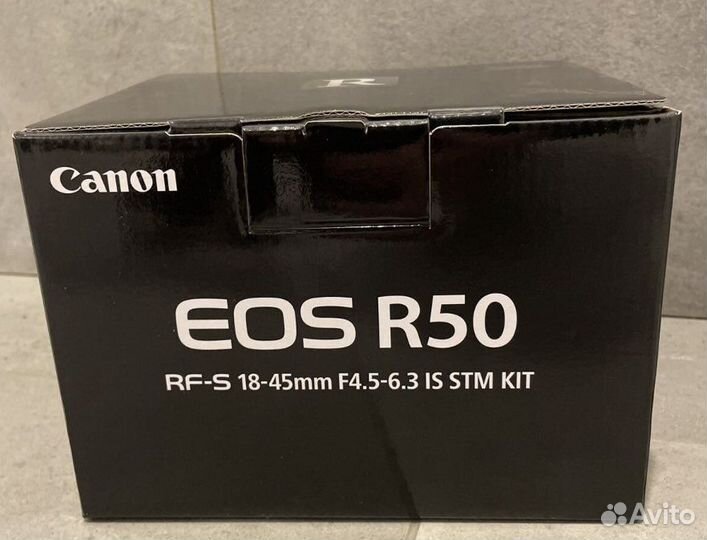 R
Canon
EOS R50
RF-S 18-45mm F4.5-6.3 IS STM KIT
Avito